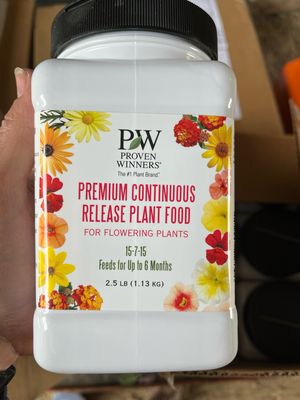 PW
PROVEN
WINNERS®
The #1 Plant Brand™
PREMIUM CONTINUOUS
RELEASE PLANT FOOD
FOR FLOWERING PLANTS
15-7-15
Feeds for Up to 6 Months
2.5 LB (1.13 KG)